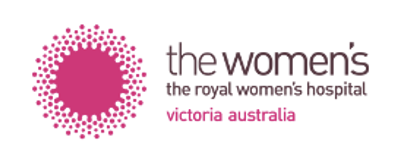 the women's
the royal women's hospital
victoria australia